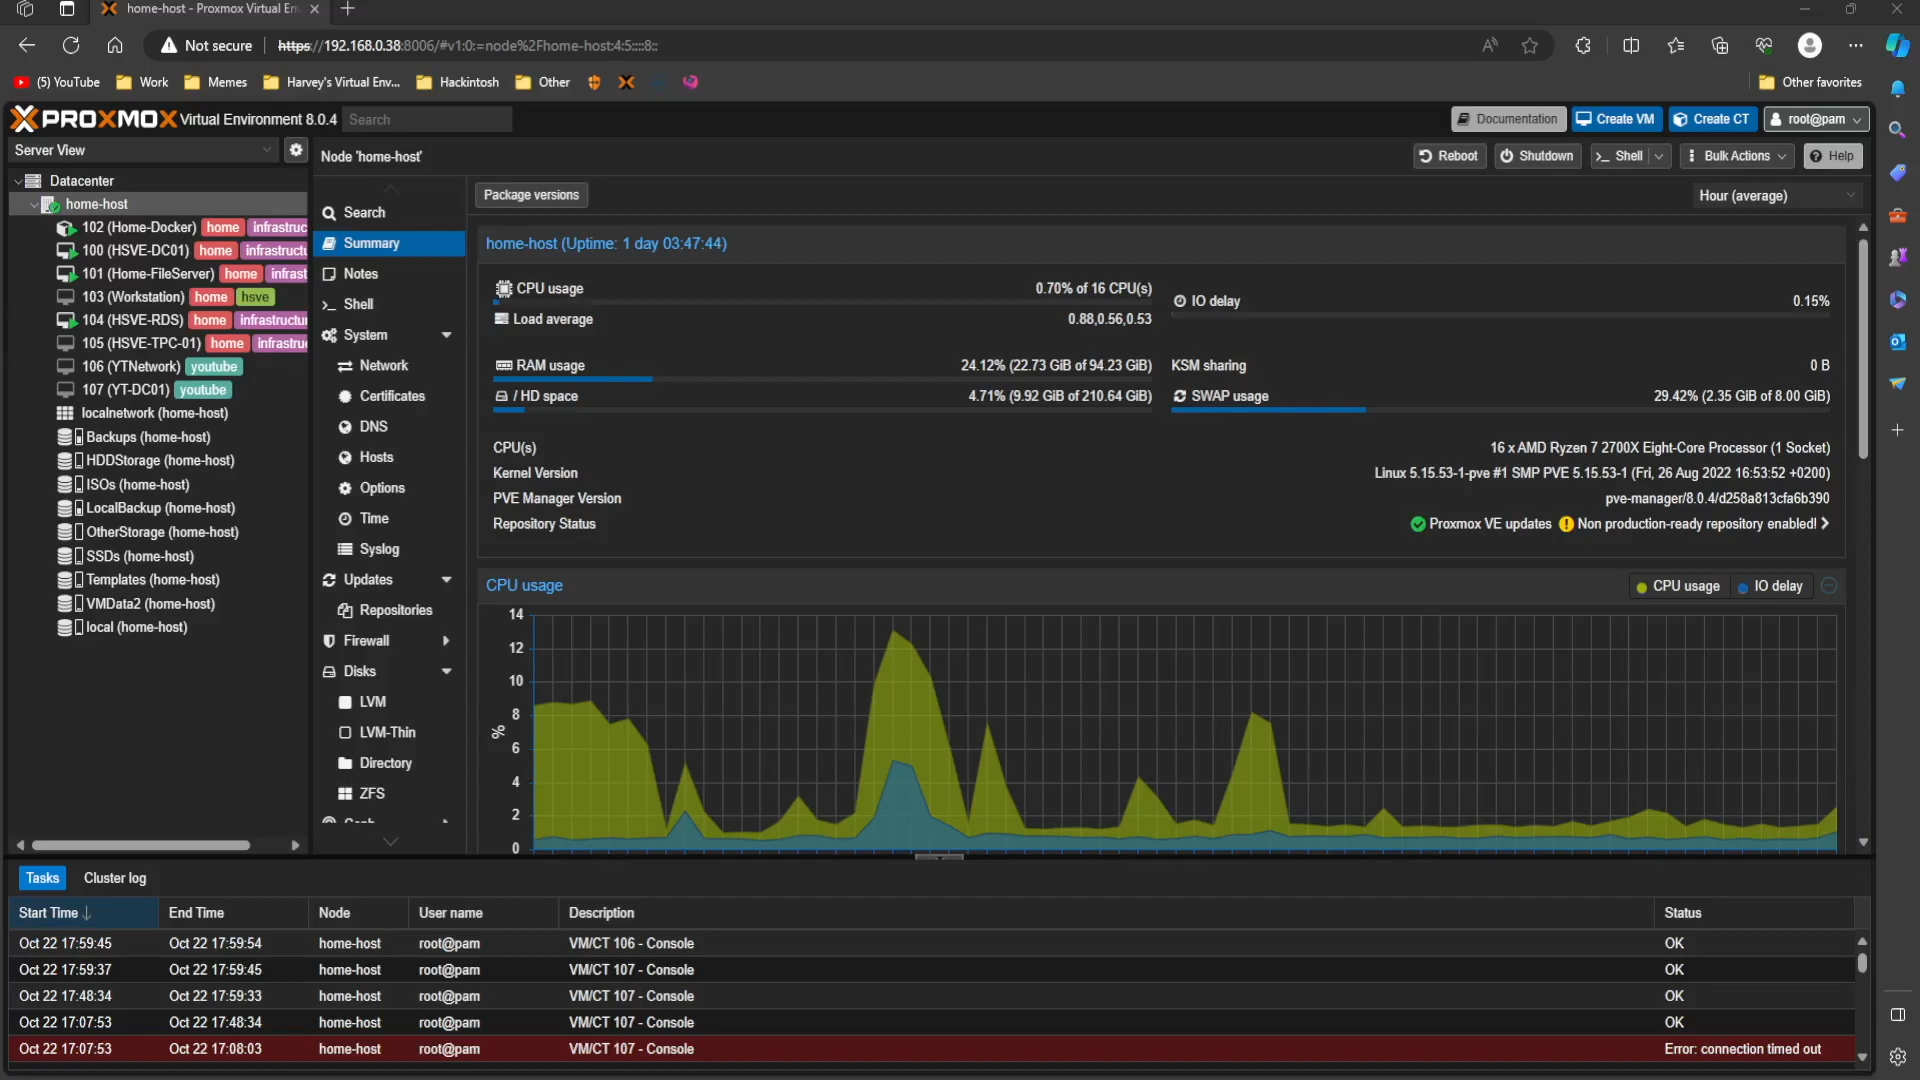 home-host - Proxmox Virtual En
Not secure https://192.168.0.38:8006/#v1:0:=node%2Fhome-host:4:5::::8::
(5) YouTube Work Memes Harvey's Virtual Env... Hackintosh Other Other favorites
PROXMOX Virtual Environment 8.0.4 Search Documentation Create VM Create CT root@pam
Server View
Node 'home-host' Reboot Shutdown Shell Bulk Actions Help
Datacenter
home-host
102 (Home-Docker) home infrastruc
100 (HSVE-DC01) home infrastructu
101 (Home-FileServer) home infrast
103 (Workstation) home hsve
104 (HSVE-RDS) home infrastructur
105 (HSVE-TPC-01) home infrastru
106 (YTNetwork) youtube
107 (YT-DC01) youtube
localnetwork (home-host)
Backups (home-host)
HDDStorage (home-host)
ISOs (home-host)
LocalBackup (home-host)
OtherStorage (home-host)
SSDs (home-host)
Templates (home-host)
VMData2 (home-host)
local (home-host)
Search
Summary
Notes
Shell
System
Network
Certificates
DNS
Hosts
Options
Time
Syslog
Updates
Repositories
Firewall
Disks
LVM
LVM-Thin
Directory
ZFS
Package versions Hour (average)
home-host (Uptime: 1 day 03:47:44)
CPU usage 0.70% of 16 CPU(s)
IO delay 0.15%
Load average 0.88,0.56,0.53
RAM usage 24.12% (22.73 GiB of 94.23 GiB)
KSM sharing 0 B
/ HD space 4.71% (9.92 GiB of 210.64 GiB)
SWAP usage 29.42% (2.35 GiB of 8.00 GiB)
CPU(s) 16 x AMD Ryzen 7 2700X Eight-Core Processor (1 Socket)
Kernel Version Linux 5.15.53-1-pve #1 SMP PVE 5.15.53-1 (Fri, 26 Aug 2022 16:53:52 +0200)
PVE Manager Version pve-manager/8.0.4/d258a813cfa6b390
Repository Status Proxmox VE updates Non production-ready repository enabled!
CPU usage CPU usage IO delay
14
12
10
8
%
6
4
2
0
Tasks Cluster log
Start Time End Time Node User name Description Status
Oct 22 17:59:45 Oct 22 17:59:54 home-host root@pam VM/CT 106 - Console OK
Oct 22 17:59:37 Oct 22 17:59:45 home-host root@pam VM/CT 107 - Console OK
Oct 22 17:48:34 Oct 22 17:59:33 home-host root@pam VM/CT 107 - Console OK
Oct 22 17:07:53 Oct 22 17:48:34 home-host root@pam VM/CT 107 - Console OK
Oct 22 17:07:53 Oct 22 17:08:03 home-host root@pam VM/CT 107 - Console Error: connection timed out